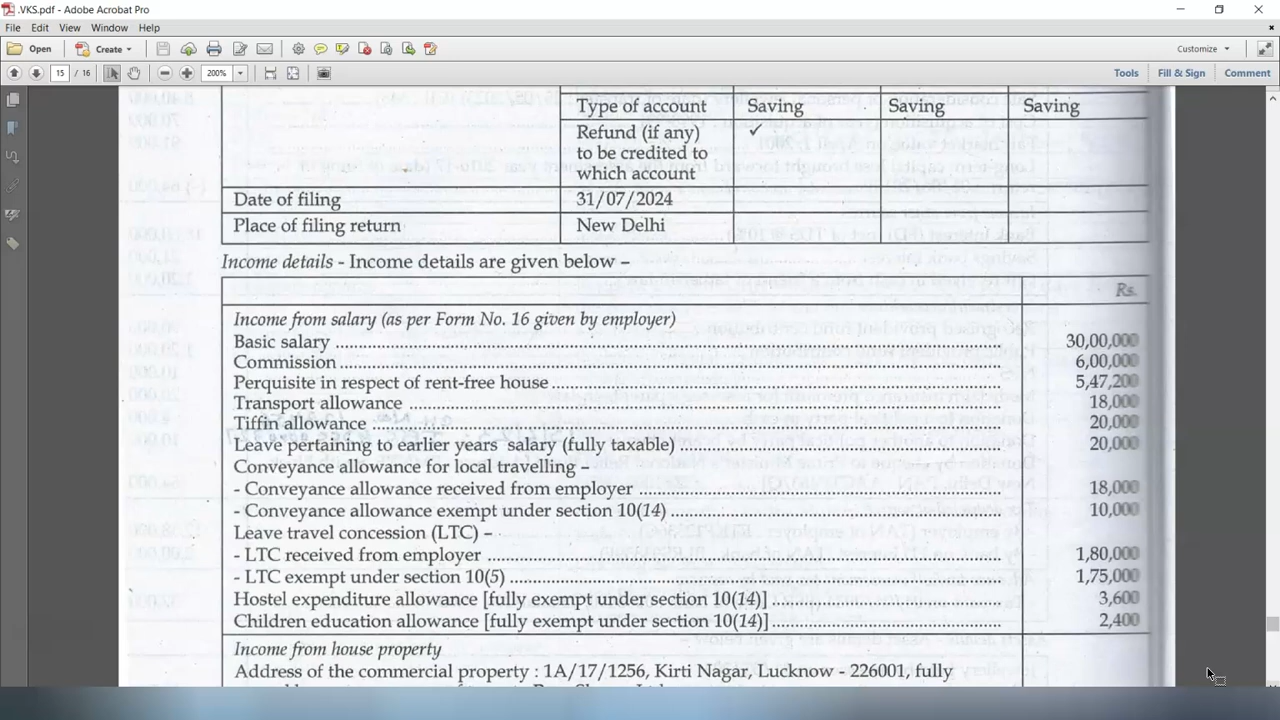 .VKS.pdf - Adobe Acrobat Pro
File Edit View Window Help
Open Create Customize
15 / 16 200% Tools Fill & Sign Comment
Type of account Saving Saving Saving
Refund (if any) ✓
to be credited to
which account
Date of filing 31/07/2024
Place of filing return New Delhi
Income details - Income details are given below –
Rs.
Income from salary (as per Form No. 16 given by employer)
Basic salary 30,00,000
Commission 6,00,000
Perquisite in respect of rent-free house 5,47,200
Transport allowance 18,000
Tiffin allowance 20,000
Leave pertaining to earlier years' salary (fully taxable) 20,000
Conveyance allowance for local travelling –
Conveyance allowance received from employer 18,000
- Conveyance allowance exempt under section 10(14) 10,000
Leave travel concession (LTC) –
- LTC received from employer 1,80,000
- LTC exempt under section 10(5) 1,75,000
Hostel expenditure allowance [fully exempt under section 10(14)] 3,600
Children education allowance [fully exempt under section 10(14)] 2,400
Income from house property
Address of the commercial property : 1A/17/1256, Kirti Nagar, Lucknow - 226001, fully